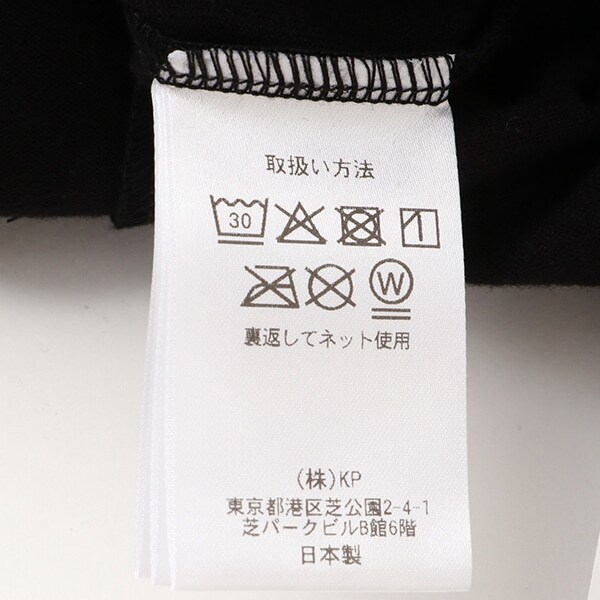 取扱い方法
30
W
裏返してネット使用
(株)KP
東京都港区芝公園2-4-1
芝パークビルB館6階
日本製